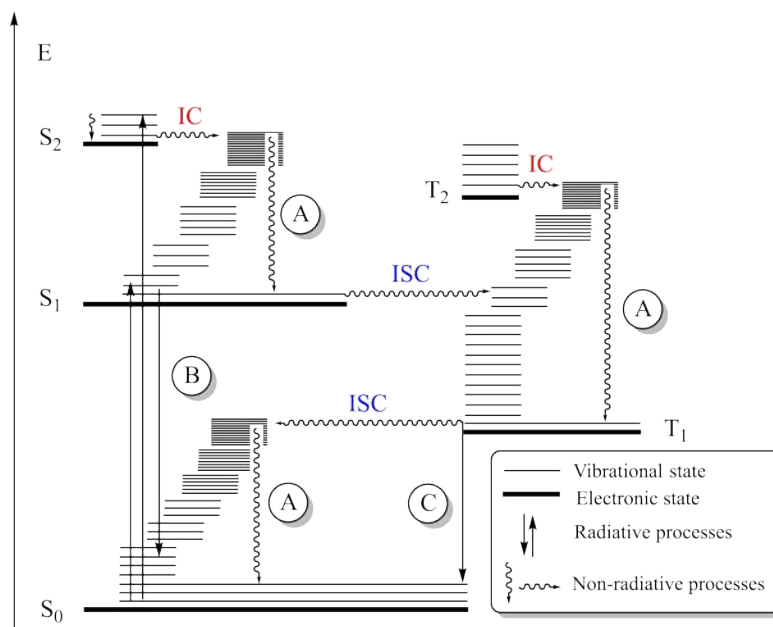 E
IC
S2
IC
T2
A
ISC
S1
A
B
ISC
T1
A
C
Vibrational state
Electronic state
Radiative processes
Non-radiative processes
S0